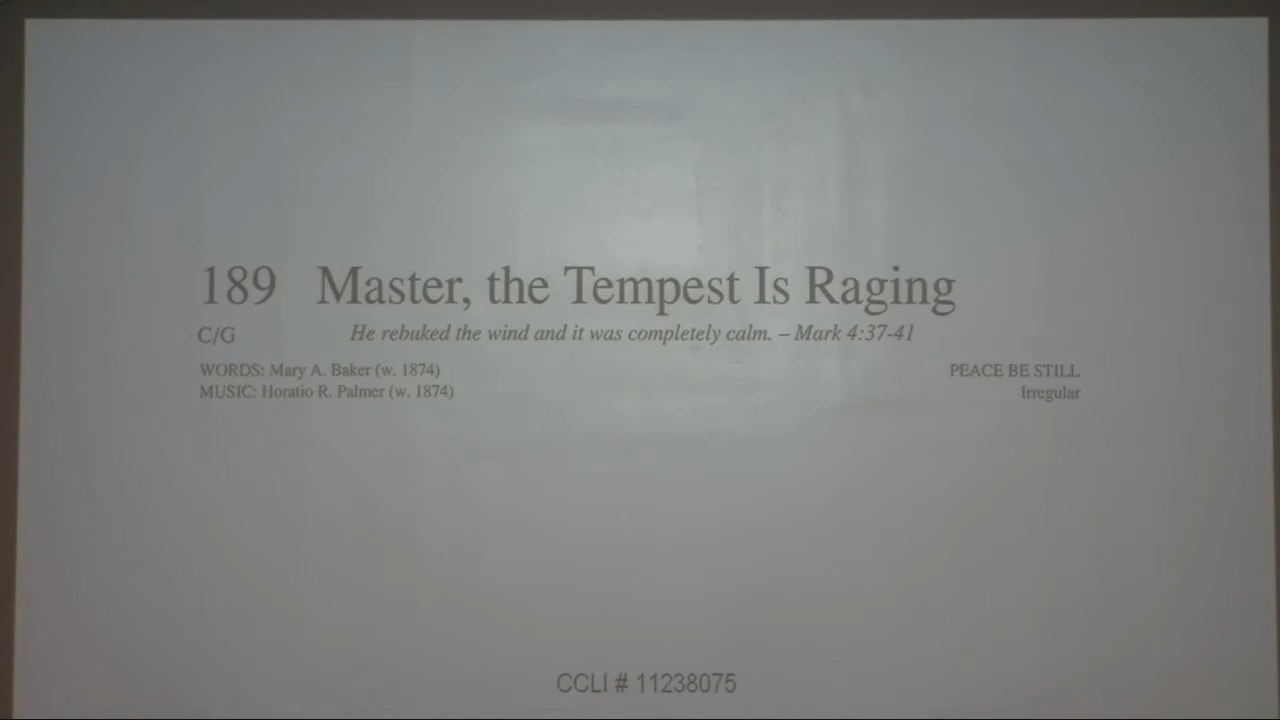 189 Master, the Tempest Is Raging
C/G He rebuked the wind and it was completely calm. – Mark 4:37-41
WORDS: Mary A. Baker (w. 1874) PEACE BE STILL
MUSIC: Horatio R. Palmer (w. 1874) Irregular
CCLI # 11238075